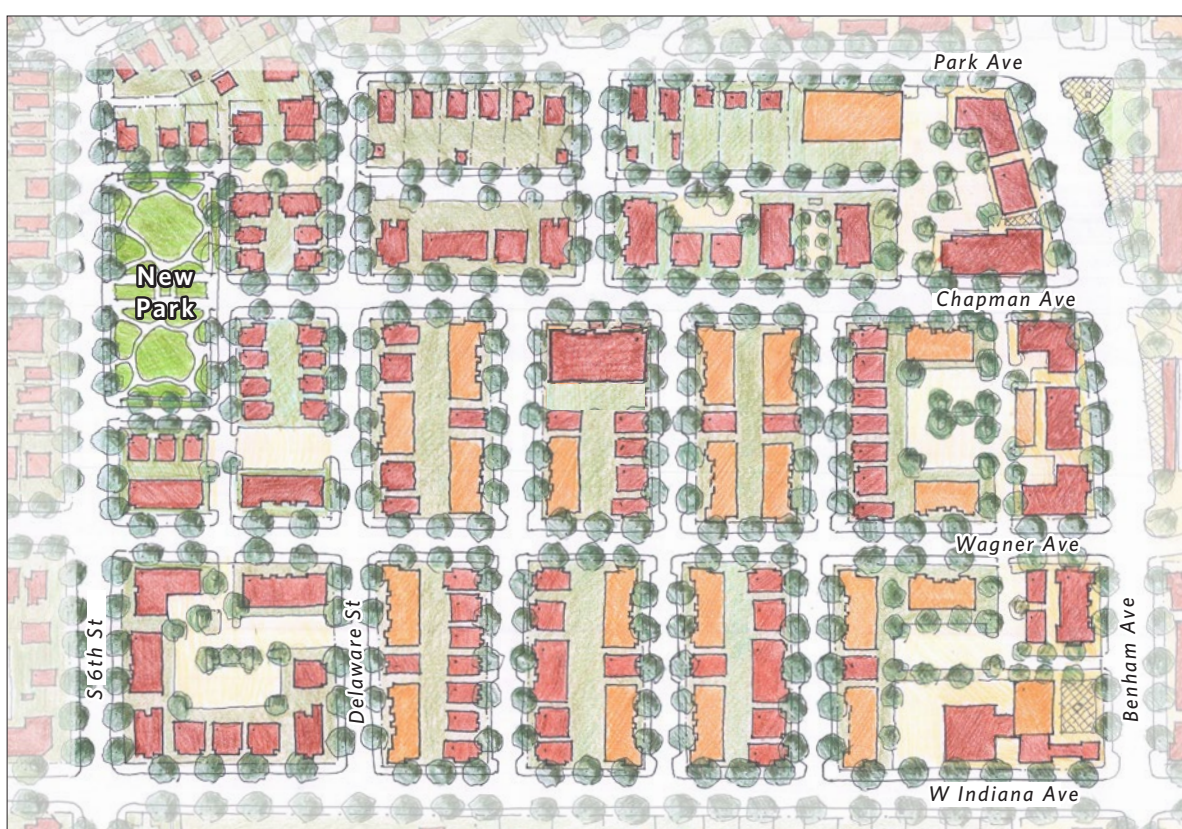 Park Ave
New
Park
Chapman Ave
Wagner Ave
S 6th St
Delaware St
Benham Ave
W Indiana Ave